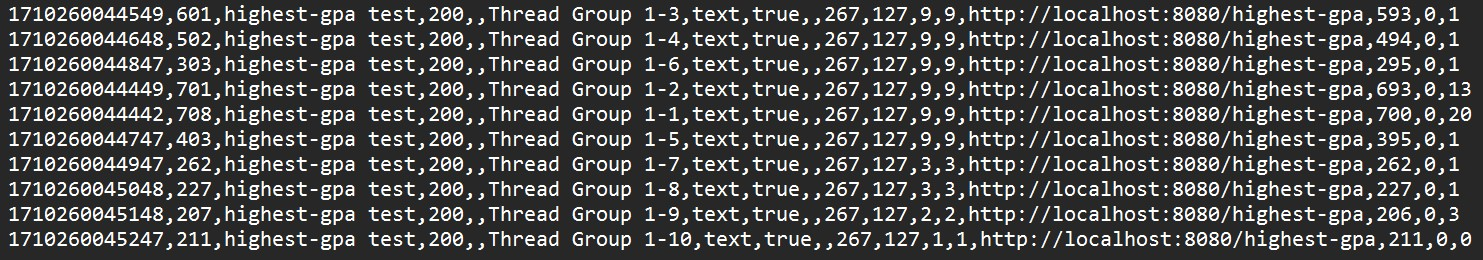 1710260044549,601,highest-gpa test,200,,Thread Group 1-3,text,true,,267,127,9,9,http://localhost:8080/highest-gpa,593,0,1
1710260044648,502,highest-gpa test,200,,Thread Group 1-4,text,true,,267,127,9,9,http://localhost:8080/highest-gpa,494,0,1
1710260044847,303,highest-gpa test,200,,Thread Group 1-6,text,true,,267,127,9,9,http://localhost:8080/highest-gpa,295,0,1
1710260044449,701,highest-gpa test,200,,Thread Group 1-2,text,true,,267,127,9,9,http://localhost:8080/highest-gpa,693,0,13
1710260044442,708,highest-gpa test,200,,Thread Group 1-1,text,true,,267,127,9,9,http://localhost:8080/highest-gpa,700,0,20
1710260044747,403,highest-gpa test,200,,Thread Group 1-5,text,true,,267,127,9,9,http://localhost:8080/highest-gpa,395,0,1
1710260044947,262,highest-gpa test,200,,Thread Group 1-7,text,true,,267,127,3,3,http://localhost:8080/highest-gpa,262,0,1
1710260045048,227,highest-gpa test,200,,Thread Group 1-8,text,true,,267,127,3,3,http://localhost:8080/highest-gpa,227,0,1
1710260045148,207,highest-gpa test,200,,Thread Group 1-9,text,true,,267,127,2,2,http://localhost:8080/highest-gpa,206,0,3
1710260045247,211,highest-gpa test,200,,Thread Group 1-10,text,true,,267,127,1,1,http://localhost:8080/highest-gpa,211,0,0